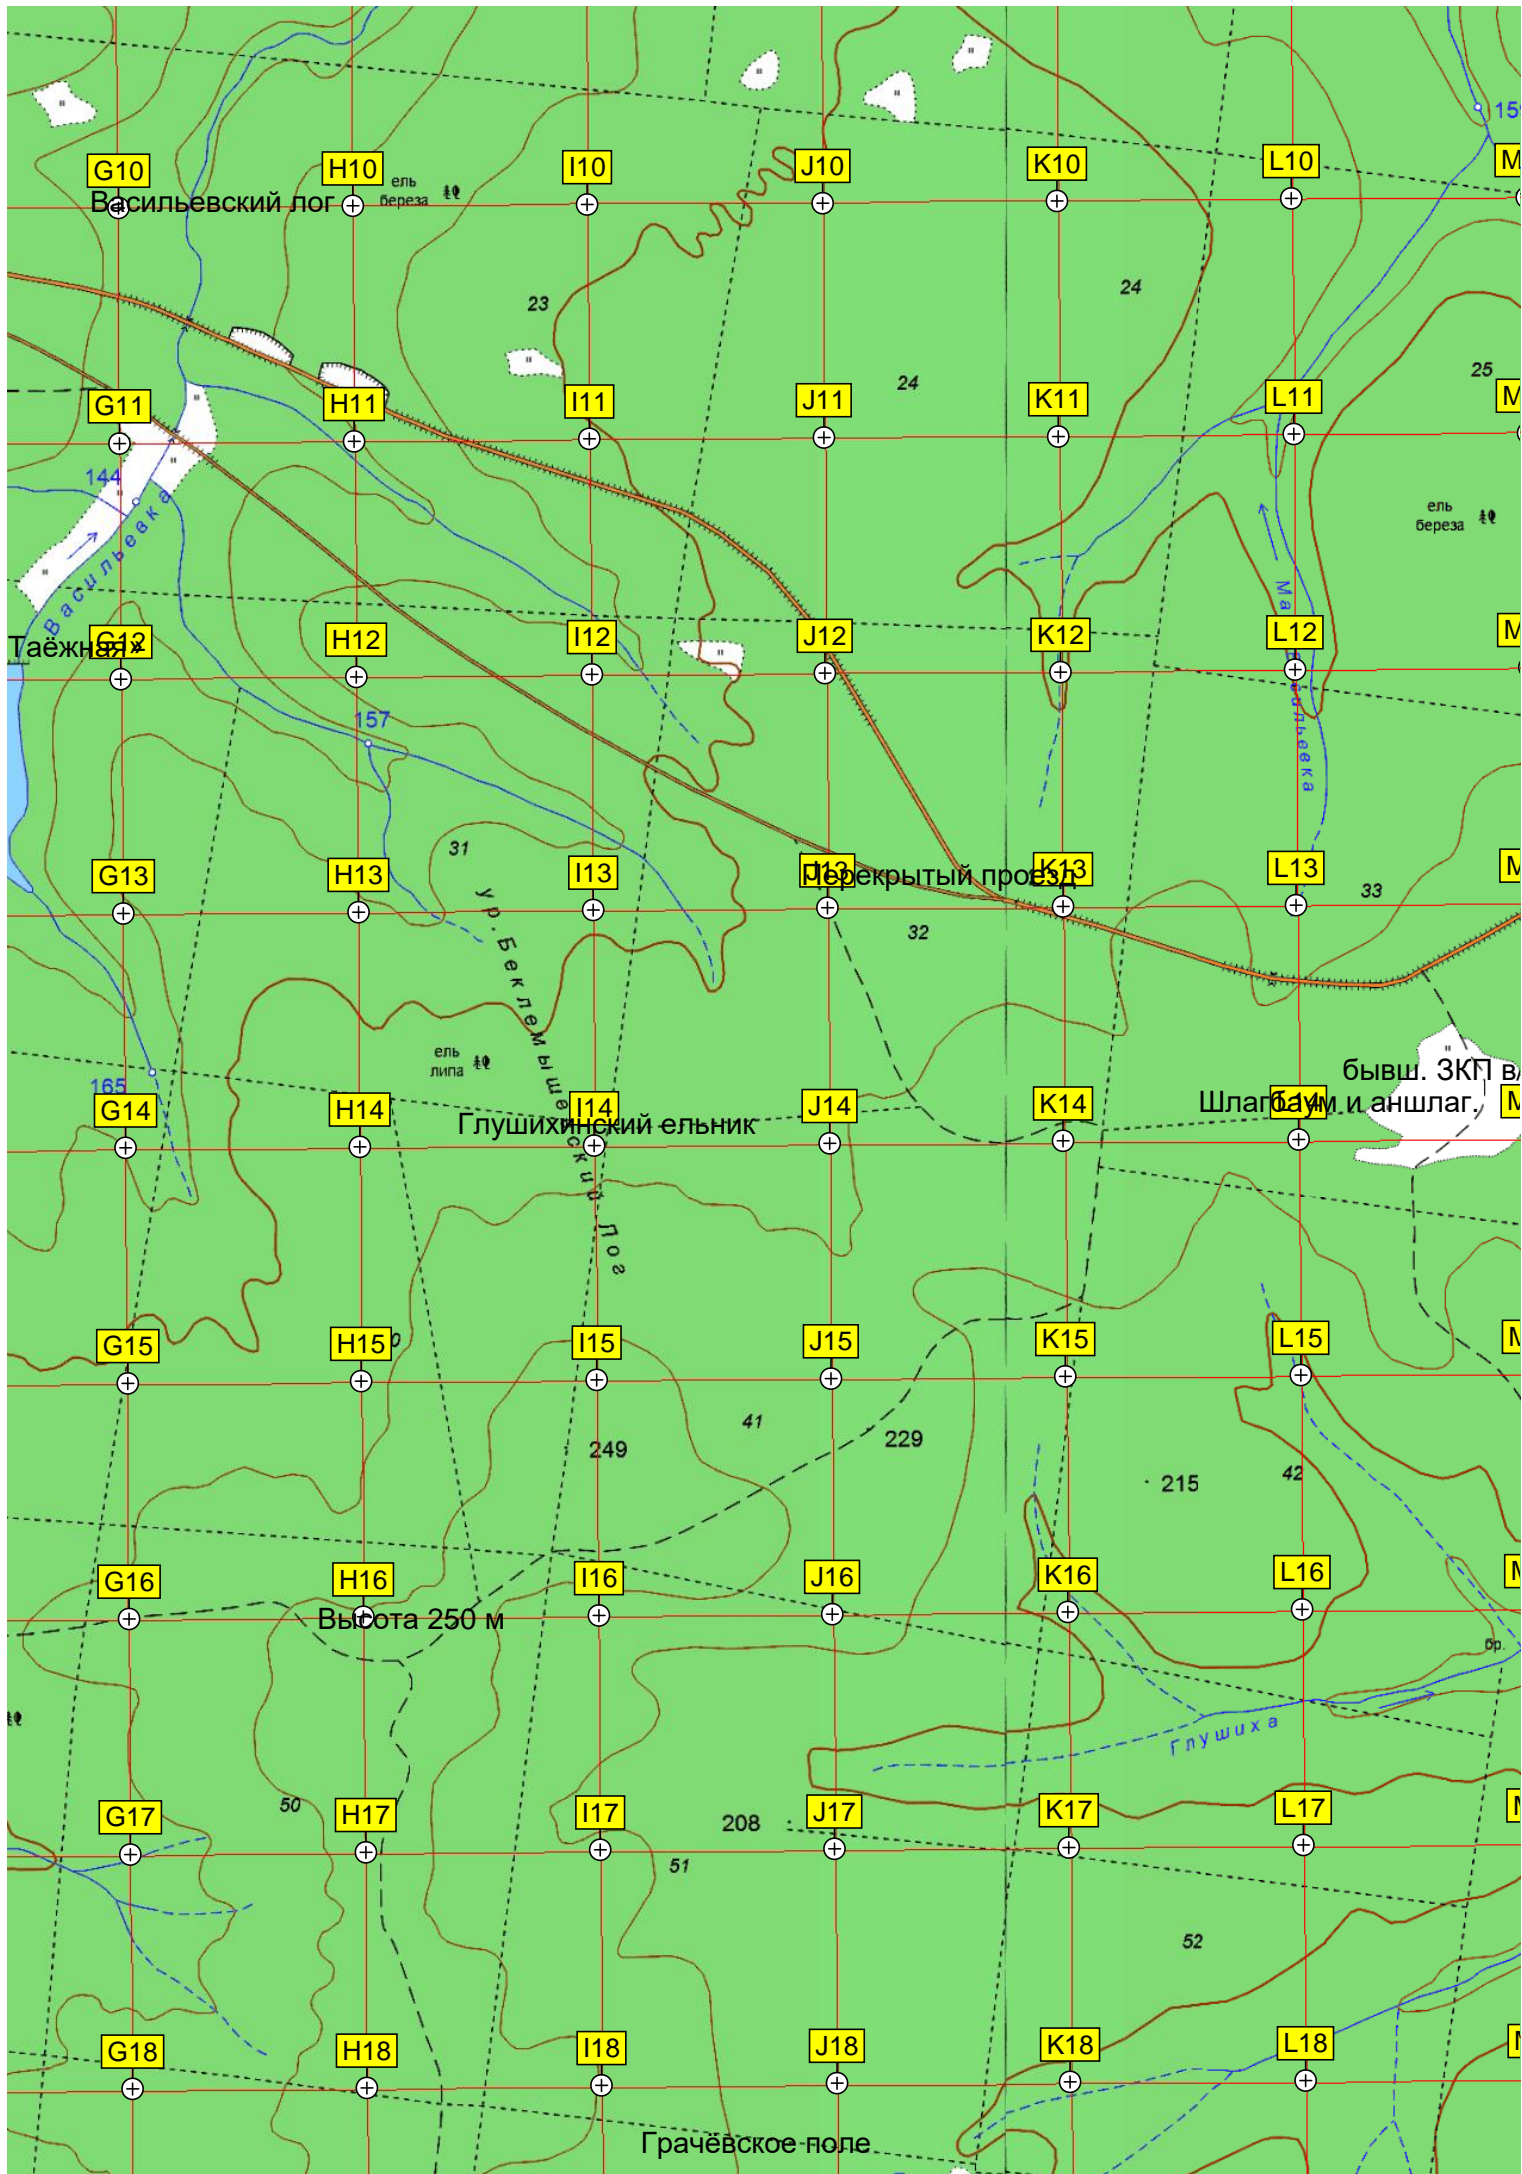 159
G10
H10
I10
J10
K10
L10
M
ель
береза
Васильевский лог
23
24
24
25
G11
H11
I11
J11
K11
L11
M
144
Васильевка
ель
береза
G12
H12
I12
J12
K12
L12
M
Таёжная»
157
31
G13
H13
I13
J13
K13
L13
M
Перекрытый проезд
33
32
ур. Беклемышевский Лог
ель
липа
165
бывш. ЗКП в/
G14
H14
I14
J14
K14
L14
M
Шлагбаум и аншлаг.
Глушихинский ельник
G15
H15
I15
J15
K15
L15
M
41
249
229
215
42
G16
H16
I16
J16
K16
L16
M
Высота 250 м
бр.
Глушиха
50
G17
H17
I17
J17
K17
L17
M
208
51
52
G18
H18
I18
J18
K18
L18
M
Грачёвское поле